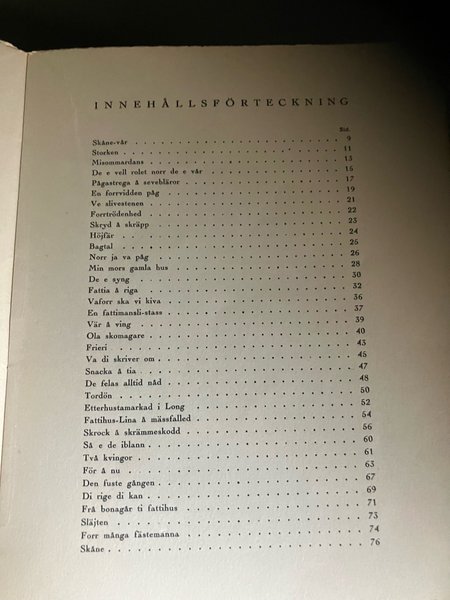 INNEHÅLLSFÖRTECKNING
Sid.
Skåne-vår 9
Storken 11
Misommardans 13
De e vell rolet norr de e vår 15
Pågastrega å sevebläror 17
En forrvidden påg 19
Ve slivestenen 21
Forrtrödenhed 22
Skryd å skräpp 23
Höjfär 24
Bagtal 25
Norr ja va påg 26
Min mors gamla hus 28
De e syng 30
Fattia å riga 32
Vaforr ska vi kiva 36
En fattimansli-stass 37
Vär å ving 39
Ola skomagare 40
Frieri 43
Va di skriver om 45
Snacka å tia 47
De felas alltid nåd 48
Tordön 50
Etterhustamarkad i Long 52
Fattihus-Lina å mässfalled 54
Skrock å skrämmeskodd 56
Så e de iblann 60
Två kvingor 61
För å nu 63
Den fuste gången 67
Di rige di kan 69
Frå bonagår ti fattihus 71
Släjten 73
Forr många fästemanna 74
Skåne 76